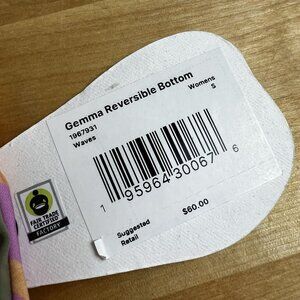 Gemma Reversible Bottom
1967931
Womens
Waves
S
1 95964 30067 6
Suggested
Retail
$60.00
FAIR TRADE
CERTIFIED
FACTORY